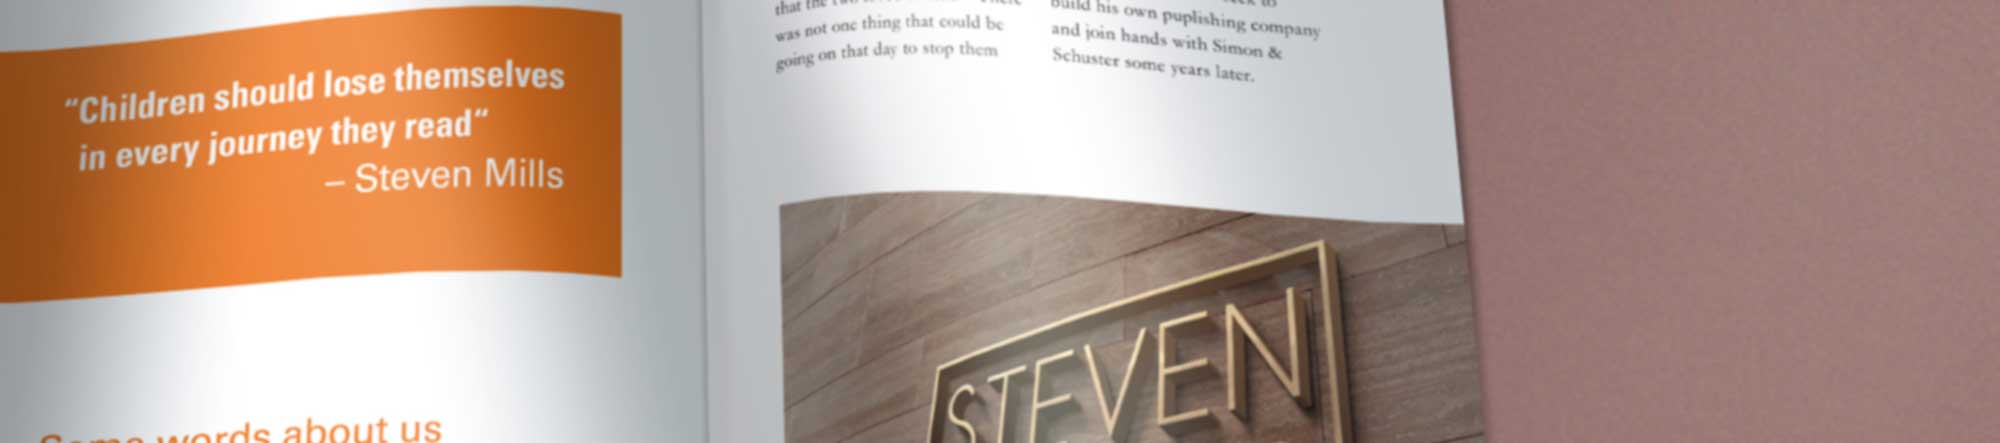 “Children should lose themselves
in every journey they read“
– Steven Mills
Some words about us
that the two
was not one thing that could be
going on that day to stop them
to
build his own puplishing company
and join hands with Simon &
Schuster some years later.
STEVEN